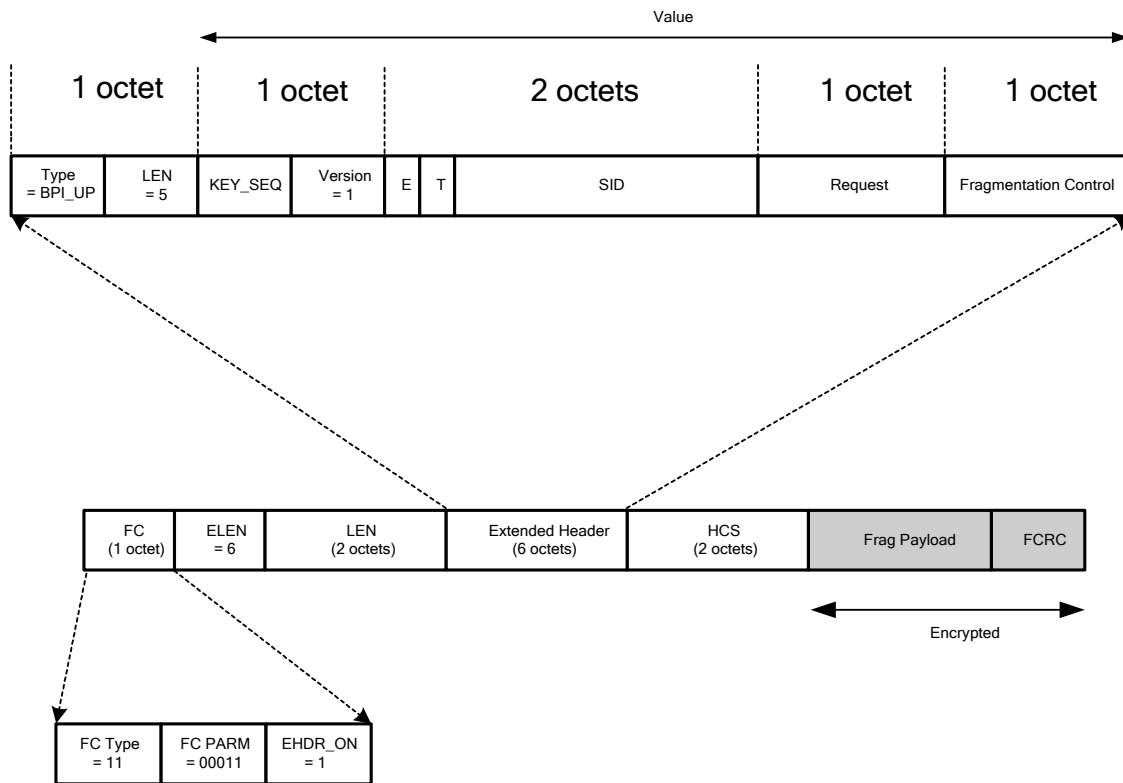 Value
1 octet
1 octet
2 octets
1 octet
1 octet
Type
= BPI_UP
LEN
= 5
KEY_SEQ
Version
= 1
E
T
SID
Request
Fragmentation Control
FC
(1 octet)
ELEN
= 6
LEN
(2 octets)
Extended Header
(6 octets)
HCS
(2 octets)
Frag Payload
FCRC
Encrypted
FC Type
= 11
FC PARM
= 00011
EHDR_ON
= 1